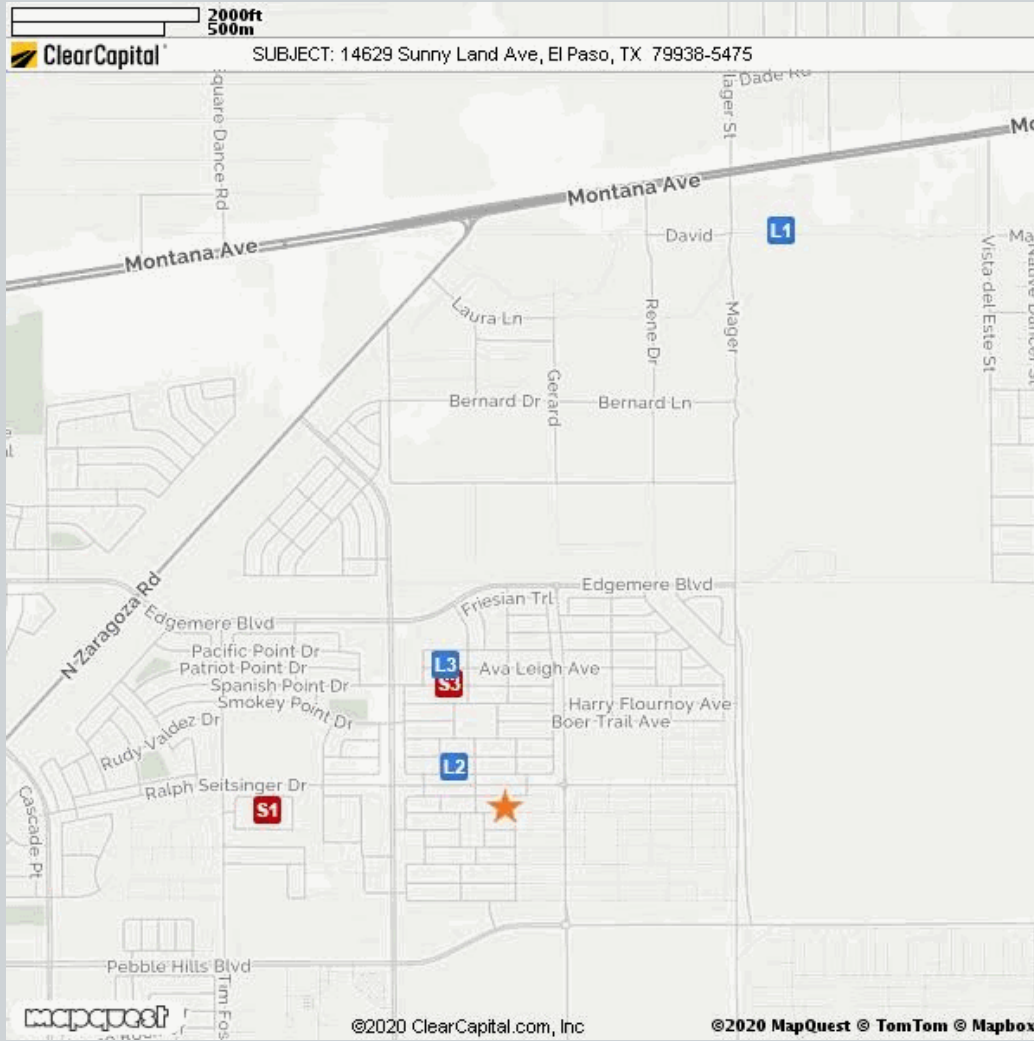 2000ft
500m
ClearCapital
SUBJECT: 14629 Sunny Land Ave, El Paso, TX 79938-5475
Dade Rd
Square Dance Rd
Montana Ave
David
L1
Montana Ave
Vista del Este St
Laura Ln
Rene Dr
Mager
Gerard
Bernard Dr
Bernard Ln
Edgemere Blvd
Friesian Trl
N Zaragoza Rd
Edgemere Blvd
Pacific Point Dr
Patriot Point Dr
L3
Ava Leigh Ave
Spanish Point Dr
S3
Smokey Point Dr
Harry Flournoy Ave
Boer Trail Ave
Rudy Valdez Dr
L2
Ralph Seitsinger Dr
S1
Cascade Pt
Pebble Hills Blvd
Tim Fos
mapquest
©2020 ClearCapital.com, Inc
©2020 MapQuest © TomTom © Mapbox